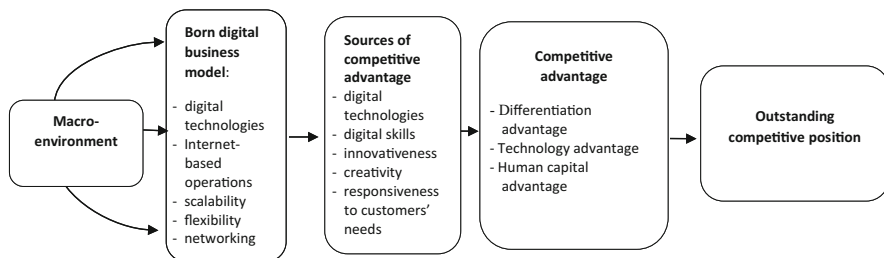 Macro-
environment
Born digital
business
model:
- digital
technologies
- Internet-
based
operations
- scalability
- flexibility
- networking
Sources of
competitive
advantage
- digital
technologies
- digital skills
- innovativeness
- creativity
- responsiveness
to customers’
needs
Competitive
advantage
- Differentiation
advantage
- Technology advantage
- Human capital
advantage
Outstanding
competitive position